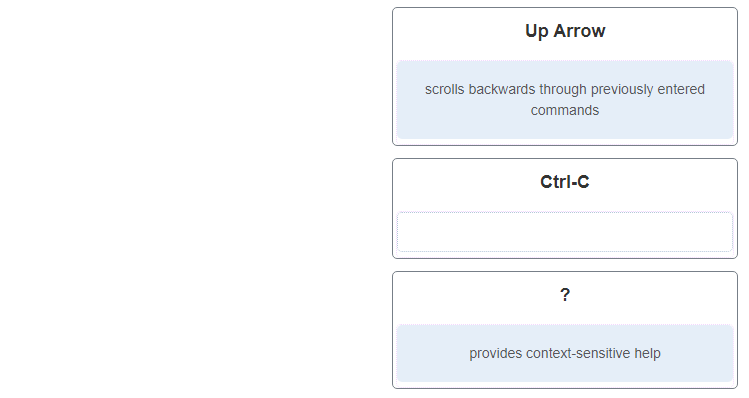 Up Arrow
scrolls backwards through previously entered
commands
Ctrl-C
?
provides context-sensitive help